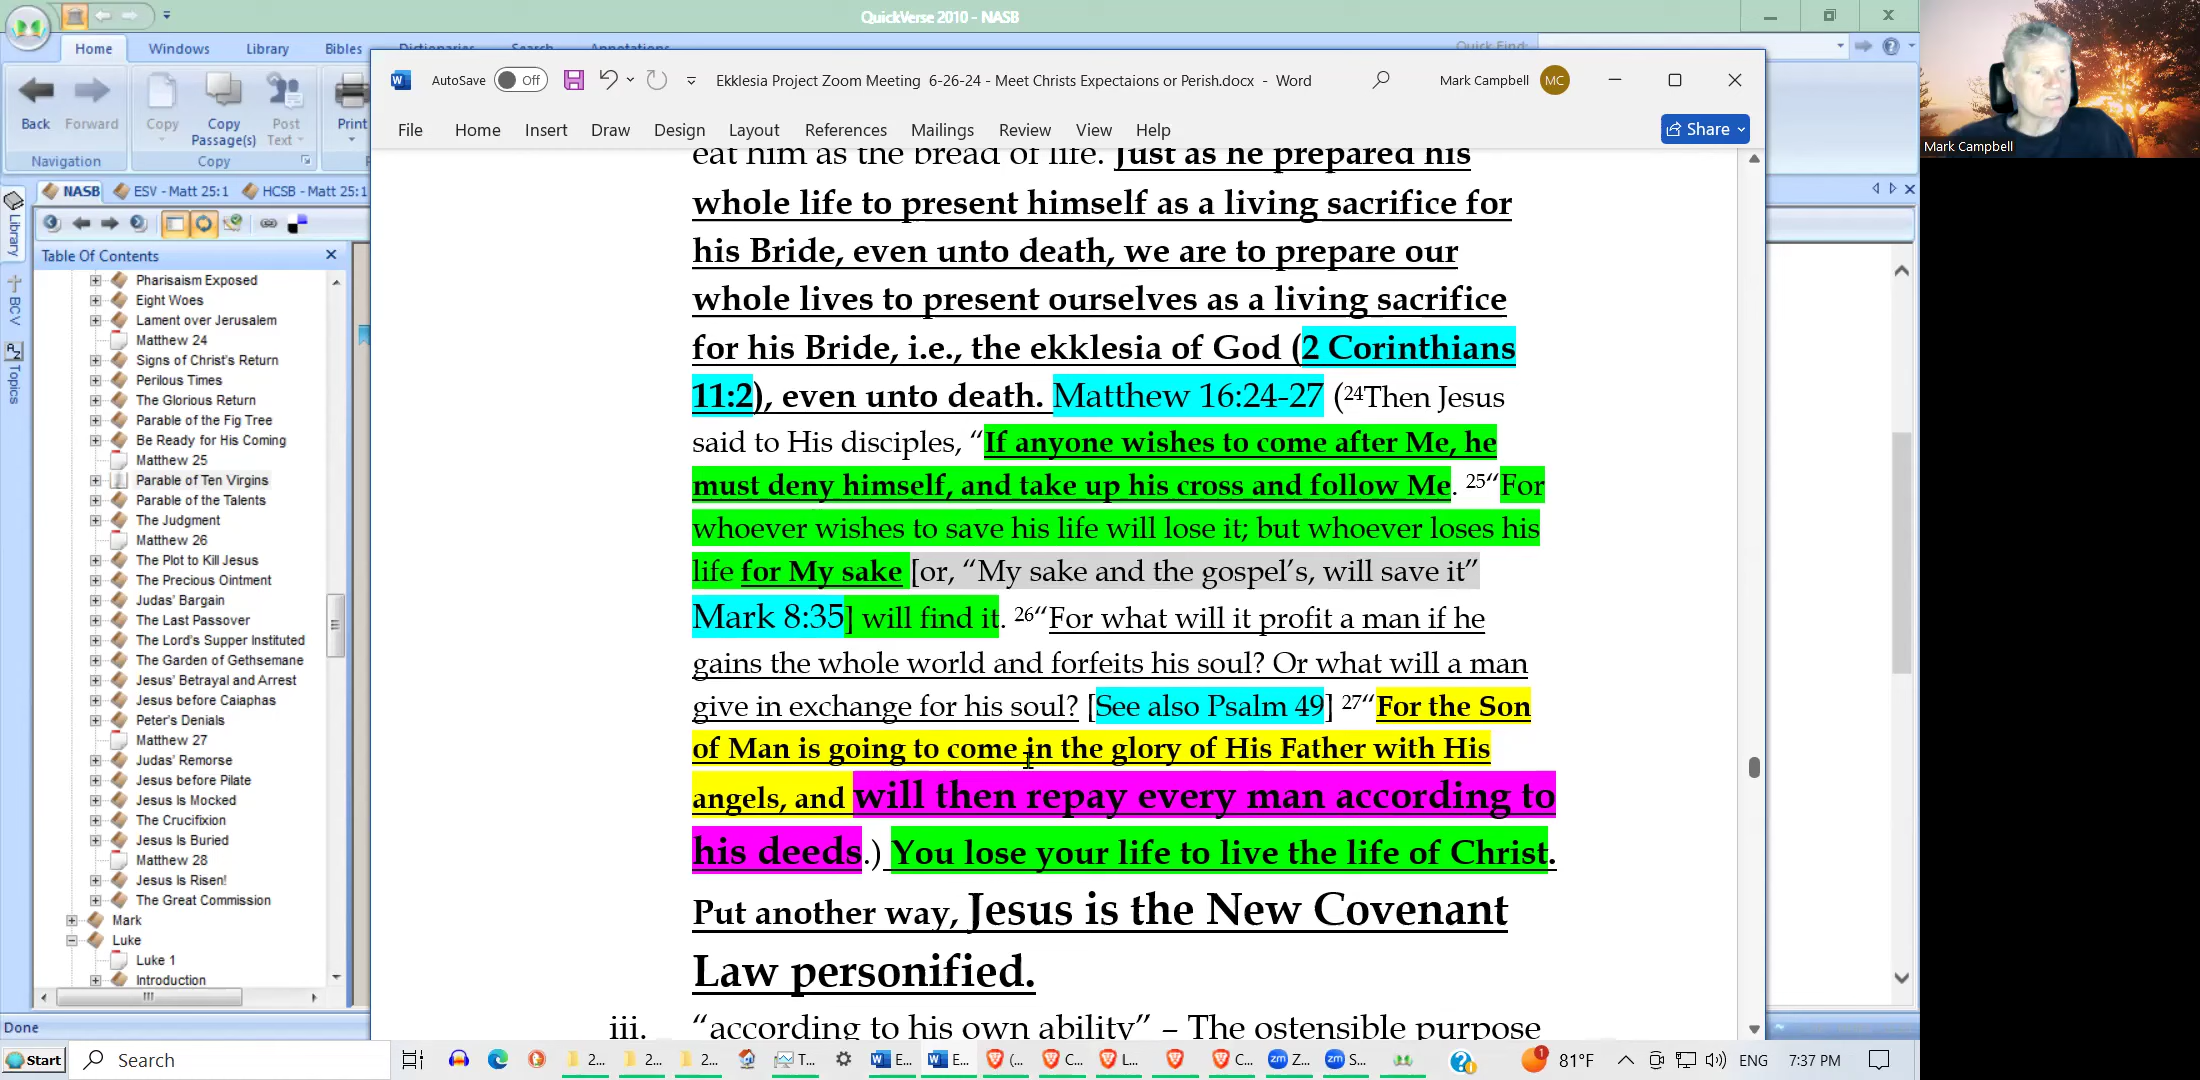 QuickVerse 2010 - NASB
Home Windows Library Bibles Dictionaries Search Annotations Quick Find:
Back Forward Copy Copy Passage(s) Post Text Print
Navigation Copy
NASB ESV - Matt 25:1 HCSB - Matt 25:1
Library
BCV
Topics
Table Of Contents
Pharisaism Exposed
Eight Woes
Lament over Jerusalem
Matthew 24
Signs of Christ's Return
Perilous Times
The Glorious Return
Parable of the Fig Tree
Be Ready for His Coming
Matthew 25
Parable of Ten Virgins
Parable of the Talents
The Judgment
Matthew 26
The Plot to Kill Jesus
The Precious Ointment
Judas' Bargain
The Last Passover
The Lord's Supper Instituted
The Garden of Gethsemane
Jesus' Betrayal and Arrest
Jesus before Caiaphas
Peter's Denials
Matthew 27
Judas' Remorse
Jesus before Pilate
Jesus Is Mocked
The Crucifixion
Jesus Is Buried
Matthew 28
Jesus Is Risen!
The Great Commission
Mark
Luke
Luke 1
Introduction
Done
AutoSave Off Ekklesia Project Zoom Meeting 6-26-24 - Meet Christs Expectaions or Perish.docx - Word Mark Campbell MC
File Home Insert Draw Design Layout References Mailings Review View Help Share
eat him as the bread of life. Just as he prepared his
whole life to present himself as a living sacrifice for
his Bride, even unto death, we are to prepare our
whole lives to present ourselves as a living sacrifice
for his Bride, i.e., the ekklesia of God (2 Corinthians
11:2), even unto death. Matthew 16:24-27 (24Then Jesus
said to His disciples, “If anyone wishes to come after Me, he
must deny himself, and take up his cross and follow Me. 25“For
whoever wishes to save his life will lose it; but whoever loses his
life for My sake [or, “My sake and the gospel’s, will save it”
Mark 8:35] will find it. 26“For what will it profit a man if he
gains the whole world and forfeits his soul? Or what will a man
give in exchange for his soul? [See also Psalm 49] 27“For the Son
of Man is going to come in the glory of His Father with His
angels, and will then repay every man according to
his deeds.) You lose your life to live the life of Christ.
Put another way, Jesus is the New Covenant
Law personified.
iii. “according to his own ability” – The ostensible purpose
Mark Campbell
Start Search 2... 2... 2... T... E... E... (... C... L... C... Z... S... 1 81°F ENG 7:37 PM